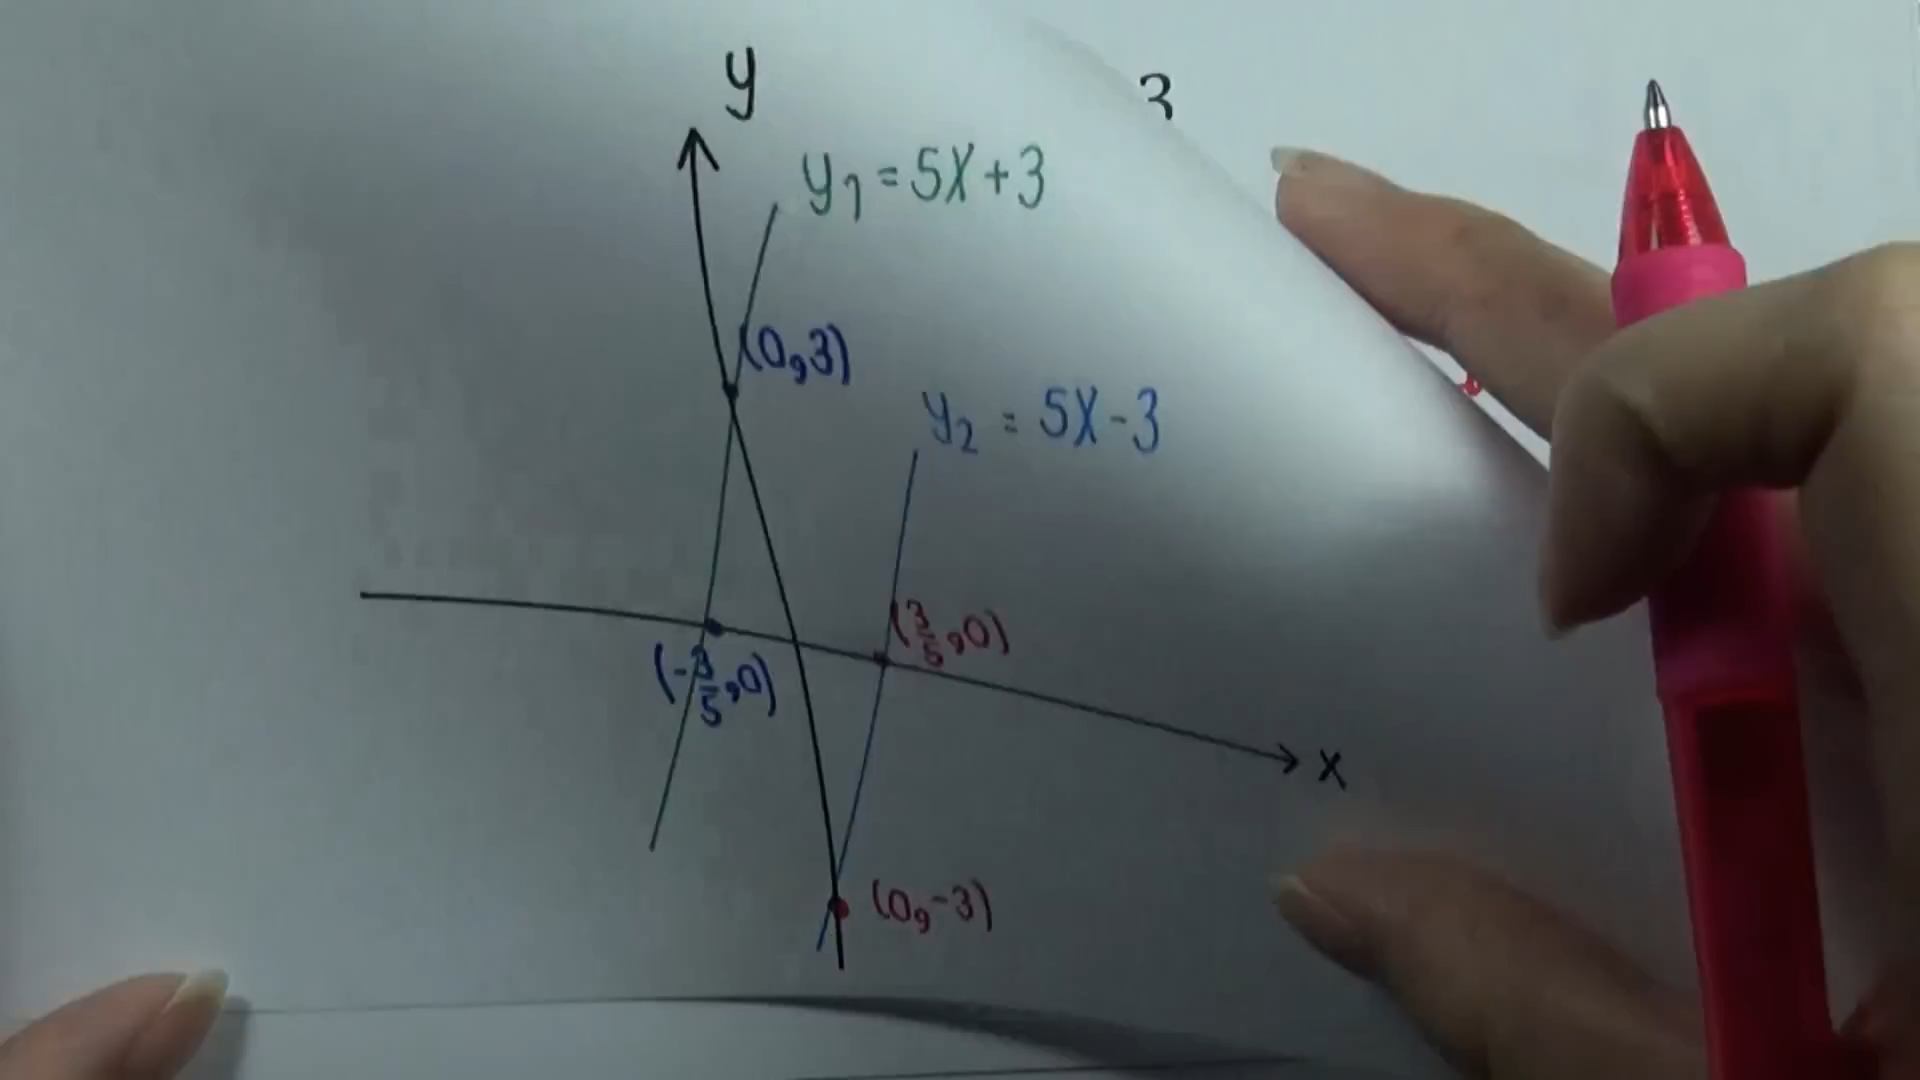 y
3
y₁ = 5x + 3
(0,3)
y₂ = 5x - 3
(3/5,0)
(-3/5,0)
x
(0,-3)